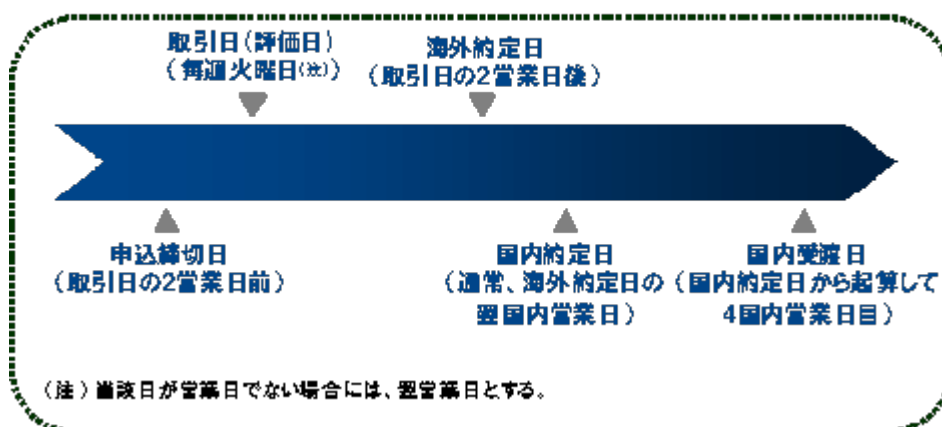 取引日(評価日)
(毎週火曜日(注))
海外約定日
(取引日の2営業日後)
申込締切日
(取引日の2営業日前)
国内約定日
(通常、海外約定日の
翌国内営業日)
国内受渡日
(国内約定日から起算して
4国内営業日目)
(注)当該日が営業日でない場合には、翌営業日とする。